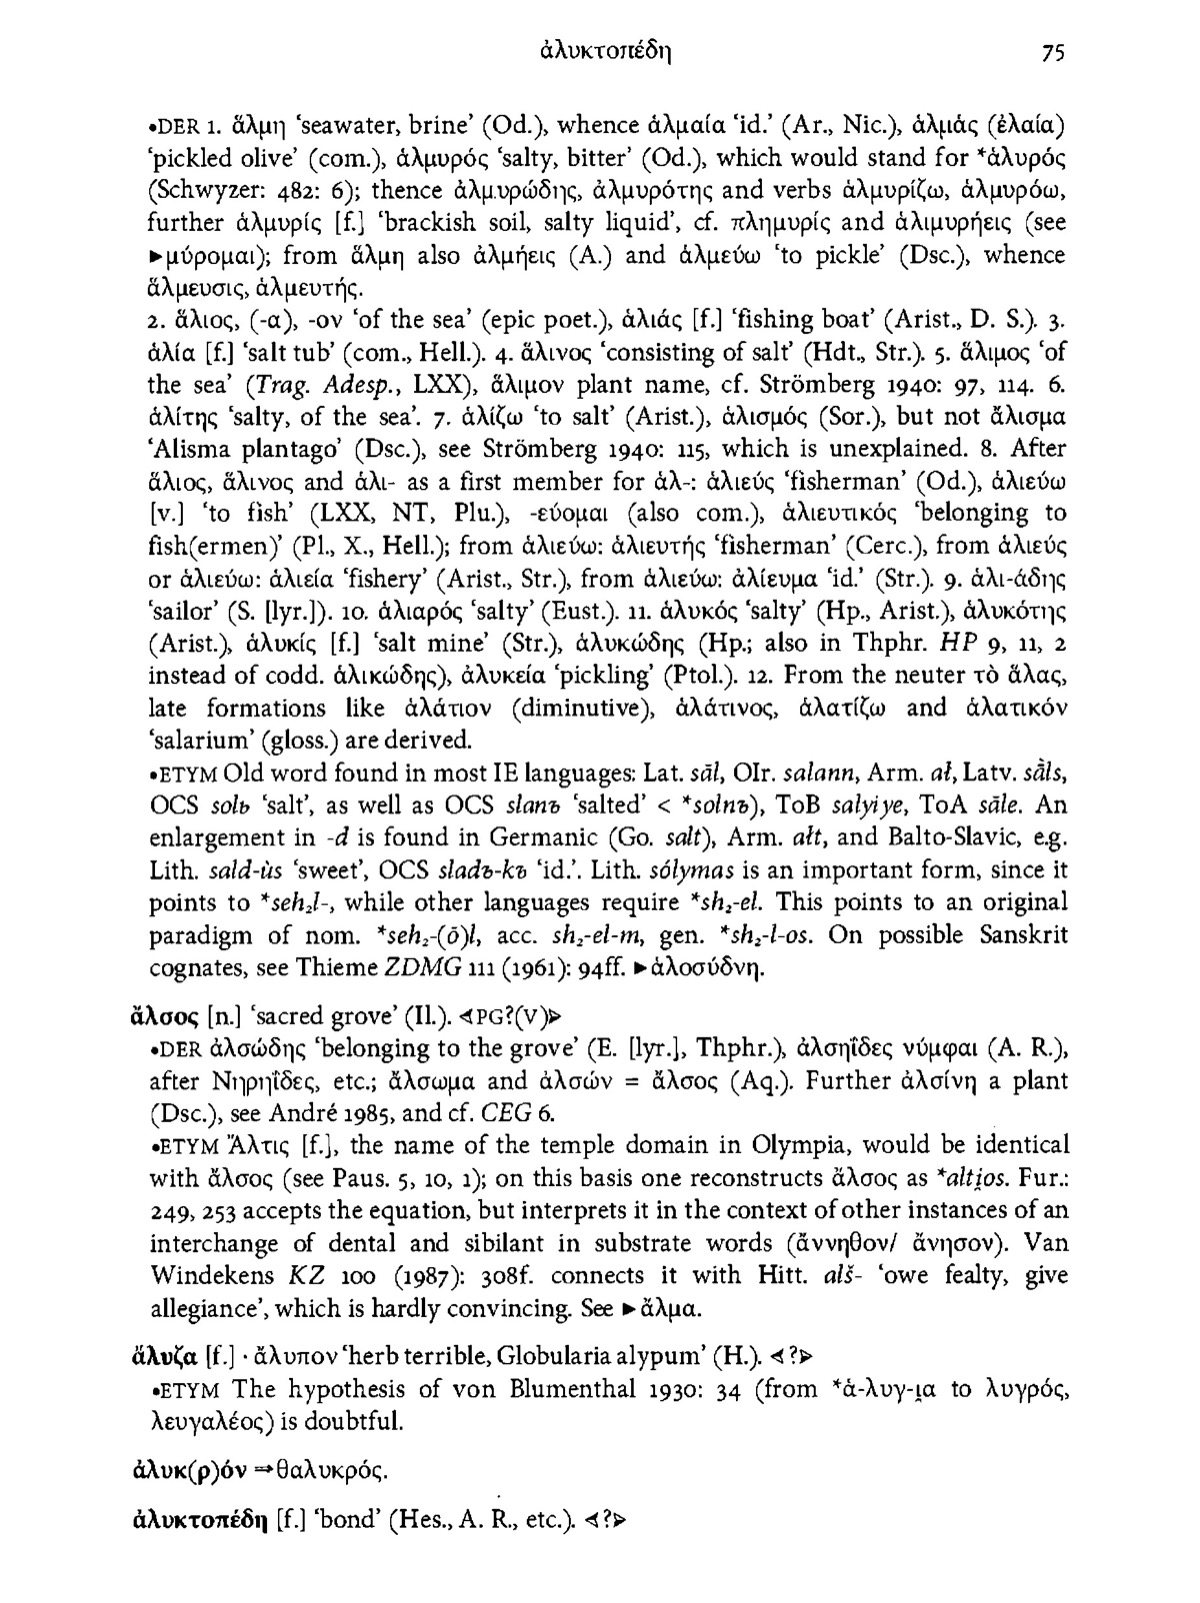 ἀλυκτοπέδη 75
•DER 1. ἅλμη ‘seawater, brine’ (Od.), whence ἁλμαία ‘id.’ (Ar., Nic.), ἁλμάς (ἐλαία)
‘pickled olive’ (com.), ἁλμυρός ‘salty, bitter’ (Od.), which would stand for *ἁλυρός
(Schwyzer: 482: 6); thence ἁλμυρώδης, ἁλμυρότης and verbs ἁλμυρίζω, ἁλμυρόω,
further ἁλμυρίς [f.] ‘brackish soil, salty liquid’, cf. πλημυρίς and ἁλιμυρήεις (see
►μύρομαι); from ἅλμη also ἁλμήεις (A.) and ἁλμεύω ‘to pickle’ (Dsc.), whence
ἅλμευσις, ἁλμευτής.
2. ἅλιος, (-α), -ον ‘of the sea’ (epic poet.), ἁλιάς [f.] ‘fishing boat’ (Arist., D. S.). 3.
ἁλία [f.] ‘salt tub’ (com., Hell.). 4. ἅλινος ‘consisting of salt’ (Hdt., Str.). 5. ἅλιμος ‘of
the sea’ (Trag. Adesp., LXX), ἅλιμον plant name, cf. Strömberg 1940: 97, 114. 6.
ἁλίτης ‘salty, of the sea’. 7. ἁλίζω ‘to salt’ (Arist.), ἁλισμός (Sor.), but not ἄλισμα
‘Alisma plantago’ (Dsc.), see Strömberg 1940: 115, which is unexplained. 8. After
ἅλιος, ἅλινος and ἁλι- as a first member for ἁλ-: ἁλιεύς ‘fisherman’ (Od.), ἁλιεύω
[v.] ‘to fish’ (LXX, NT, Plu.), -εύομαι (also com.), ἁλιευτικός ‘belonging to
fish(ermen)’ (Pl., X., Hell.); from ἁλιεύω: ἁλιευτής ‘fisherman’ (Cerc.), from ἁλιεύς
or ἁλιεύω: ἁλιεία ‘fishery’ (Arist., Str.), from ἁλιεύω: ἁλίευμα ‘id.’ (Str.). 9. ἁλι-άδης
‘sailor’ (S. [lyr.]). 10. ἁλιαρός ‘salty’ (Eust.). 11. ἁλυκός ‘salty’ (Hp., Arist.), ἁλυκότης
(Arist.), ἁλυκίς [f.] ‘salt mine’ (Str.), ἁλυκώδης (Hp.; also in Thphr. HP 9, 11, 2
instead of codd. ἁλικώδης), ἁλυκεία ‘pickling’ (Ptol.). 12. From the neuter τὸ ἅλας,
late formations like ἁλάτιον (diminutive), ἁλάτινος, ἁλατίζω and ἁλατικόν
‘salarium’ (gloss.) are derived.
•ETYM Old word found in most IE languages: Lat. sāl, OIr. salann, Arm. ał, Latv. sā̀ls,
OCS solь ‘salt’, as well as OCS slanъ ‘salted’ < *solnъ), ToB salyiye, ToA sāle. An
enlargement in -d is found in Germanic (Go. salt), Arm. ałt, and Balto-Slavic, e.g.
Lith. sald-ùs ‘sweet’, OCS sladъ-kъ ‘id.’. Lith. sólymas is an important form, since it
points to *seh₂l-, while other languages require *sh₂-el. This points to an original
paradigm of nom. *seh₂-(ō)l, acc. sh₂-el-m, gen. *sh₂-l-os. On possible Sanskrit
cognates, see Thieme ZDMG 111 (1961): 94ff. ►ἁλοσύδνη.
ἄλσος [n.] ‘sacred grove’ (Il.). ◁PG?(V)▷
•DER ἀλσώδης ‘belonging to the grove’ (E. [lyr.], Thphr.), ἀλσηΐδες νύμφαι (A. R.),
after Νηρηΐδες, etc.; ἄλσωμα and ἀλσών = ἄλσος (Aq.). Further ἀλσίνη a plant
(Dsc.), see André 1985, and cf. CEG 6.
•ETYM Ἄλτις [f.], the name of the temple domain in Olympia, would be identical
with ἄλσος (see Paus. 5, 10, 1); on this basis one reconstructs ἄλσος as *alti̯os. Fur.:
249, 253 accepts the equation, but interprets it in the context of other instances of an
interchange of dental and sibilant in substrate words (ἄννηθον/ ἄνησον). Van
Windekens KZ 100 (1987): 308f. connects it with Hitt. alš- ‘owe fealty, give
allegiance’, which is hardly convincing. See ►ἄλμα.
ἄλυζα [f.] · ἄλυπον ‘herb terrible, Globularia alypum’ (H.). ◁?▷
•ETYM The hypothesis of von Blumenthal 1930: 34 (from *ἁ-λυγ-ι̯α to λυγρός,
λευγαλέος) is doubtful.
ἁλυκ(ρ)όν ⇒θαλυκρός.
ἀλυκτοπέδη [f.] ‘bond’ (Hes., A. R., etc.). ◁?▷